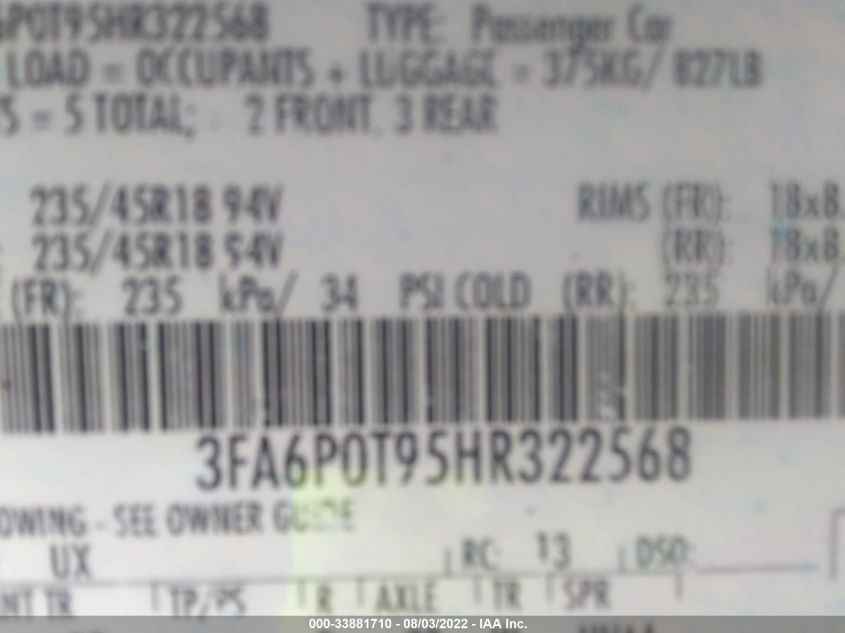 6P0T95HR322568 TYPE: Passenger Car
LOAD = OCCUPANTS + LUGGAGE = 375KG/ 827LB
TS = 5 TOTAL; 2 FRONT, 3 REAR
235/45R18 94V RIMS (FR): 18x8.
235/45R18 94V (RR): 18x8.
(FR): 235 kPa/ 34 PSI COLD (RR): 235 kPa/
3FA6P0T95HR322568
OWING - SEE OWNER GUIDE
UX RC: 13 DSO:
NT TR TP/PS R AXLE TR SPR
000-33881710 - 08/03/2022 - IAA Inc.